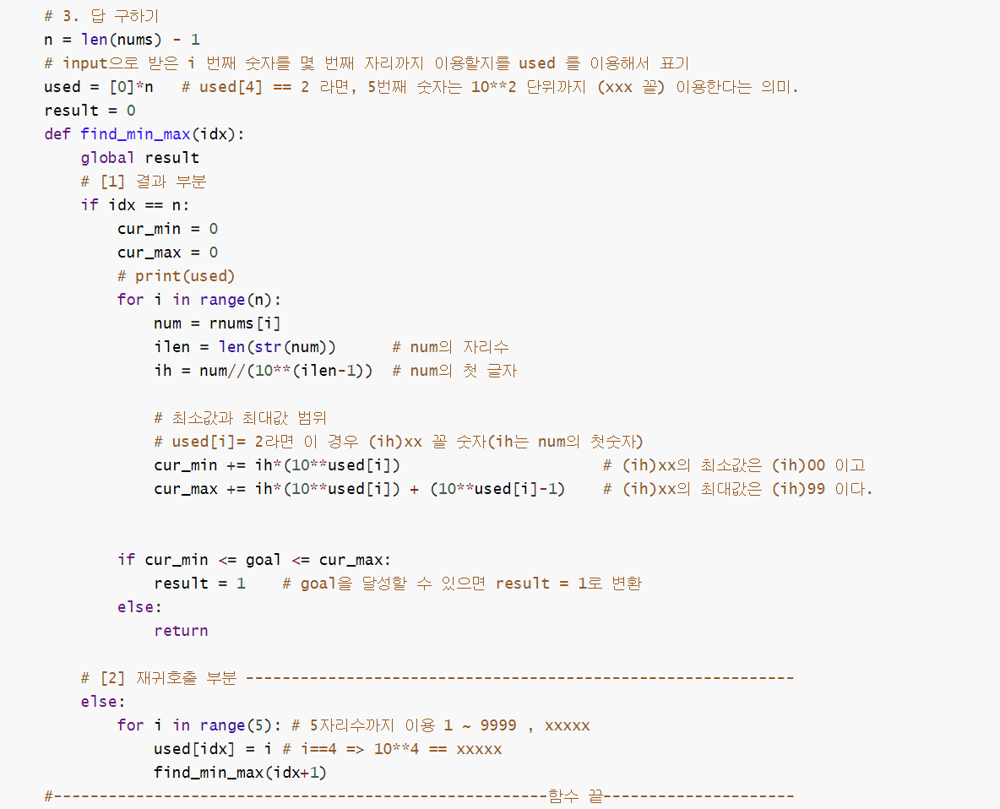 # 3. 답 구하기
n = len(nums) - 1
# input으로 받은 i 번째 숫자를 몇 번째 자리까지 이용할지를 used 를 이용해서 표기
used = [0]*n   # used[4] == 2 라면, 5번째 숫자는 10**2 단위까지 (xxx 꼴) 이용한다는 의미.
result = 0
def find_min_max(idx):
    global result
    # [1] 결과 부분
    if idx == n:
        cur_min = 0
        cur_max = 0
        # print(used)
        for i in range(n):
            num = rnums[i]
            ilen = len(str(num))      # num의 자리수
            ih = num//(10**(ilen-1))  # num의 첫 글자
            # 최소값과 최대값 범위
            # used[i]= 2라면 이 경우 (ih)xx 꼴 숫자(ih는 num의 첫숫자)
            cur_min += ih*(10**used[i])                      # (ih)xx의 최소값은 (ih)00 이고
            cur_max += ih*(10**used[i]) + (10**used[i]-1)    # (ih)xx의 최대값은 (ih)99 이다.
        if cur_min <= goal <= cur_max:
            result = 1    # goal을 달성할 수 있으면 result = 1로 변환
        else:
            return
    # [2] 재귀호출 부분 ------------------------------------------------------------
    else:
        for i in range(5): # 5자리수까지 이용 1 ~ 9999 , xxxxx
            used[idx] = i # i==4 => 10**4 == xxxxx
            find_min_max(idx+1)
#------------------------------------------------------함수 끝---------------------